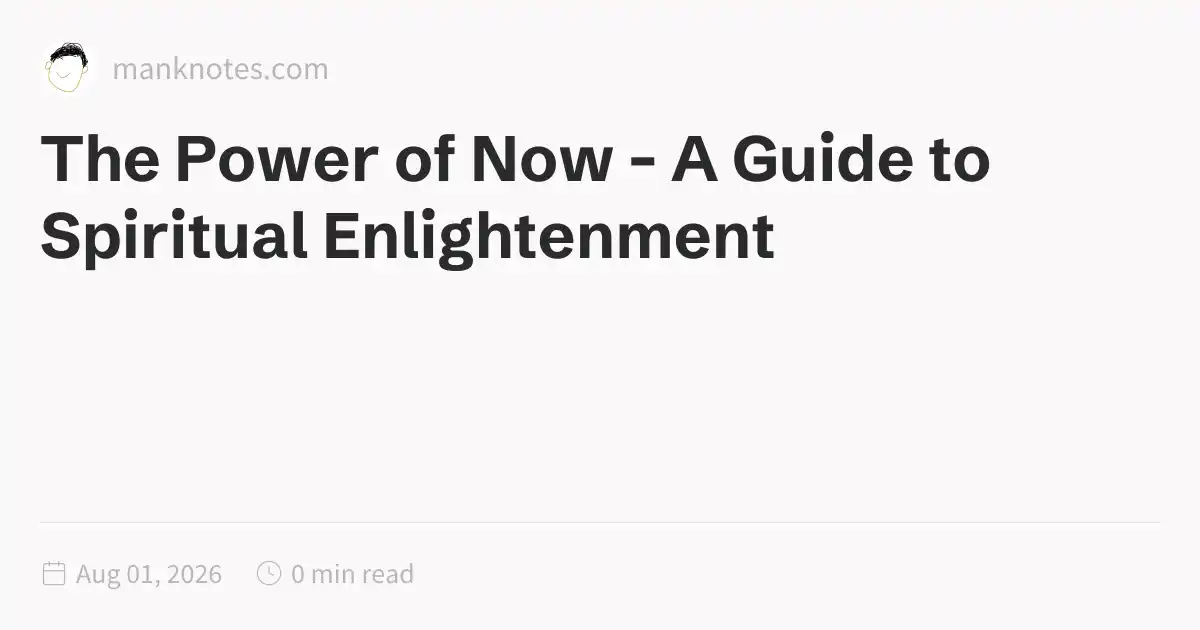 manknotes.com
The Power of Now - A Guide to
Spiritual Enlightenment
Aug 01, 2026 0 min read